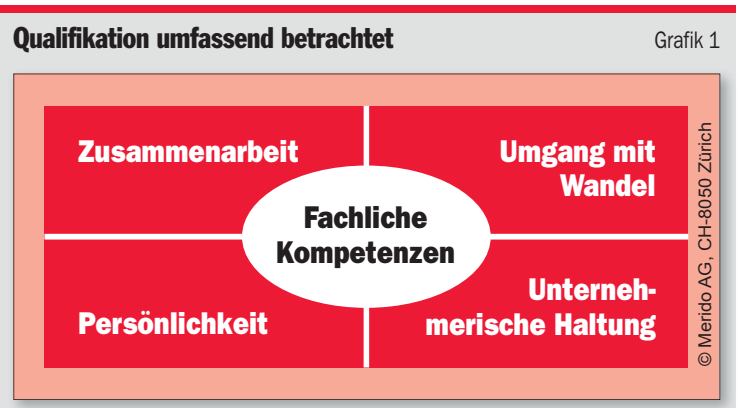 Qualifikation umfassend betrachtet
Grafik 1
Zusammenarbeit
Umgang mit
Wandel
Fachliche
Kompetenzen
Persönlichkeit
Unterneh-
merische Haltung
© Merido AG, CH-8050 Zürich